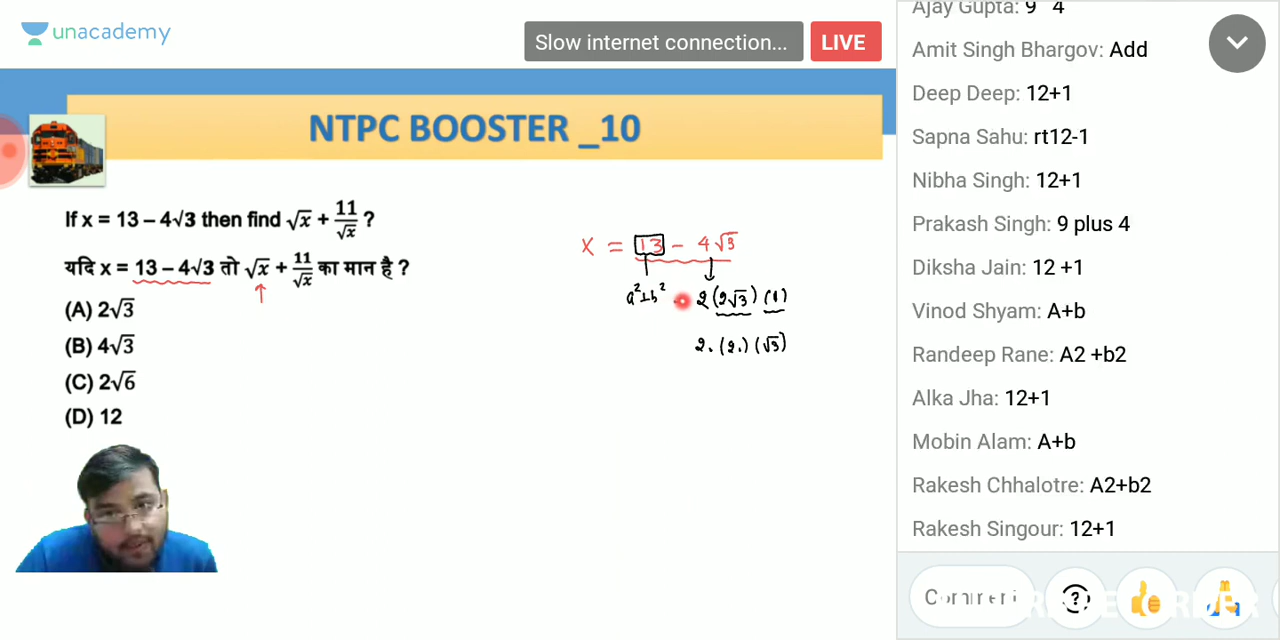 unacademy
Slow internet connection...
LIVE
NTPC BOOSTER _10
If x = 13 – 4√3 then find √x + 11/√x ?
यदि x = 13 – 4√3 तो √x + 11/√x का मान है ?
(A) 2√3
(B) 4√3
(C) 2√6
(D) 12
x = 13 - 4√3
a²+b² 2(2√3)(1)
2.(2.)(√3)
Ajay Gupta: 9 4
Amit Singh Bhargov: Add
Deep Deep: 12+1
Sapna Sahu: rt12-1
Nibha Singh: 12+1
Prakash Singh: 9 plus 4
Diksha Jain: 12 +1
Vinod Shyam: A+b
Randeep Rane: A2 +b2
Alka Jha: 12+1
Mobin Alam: A+b
Rakesh Chhalotre: A2+b2
Rakesh Singour: 12+1